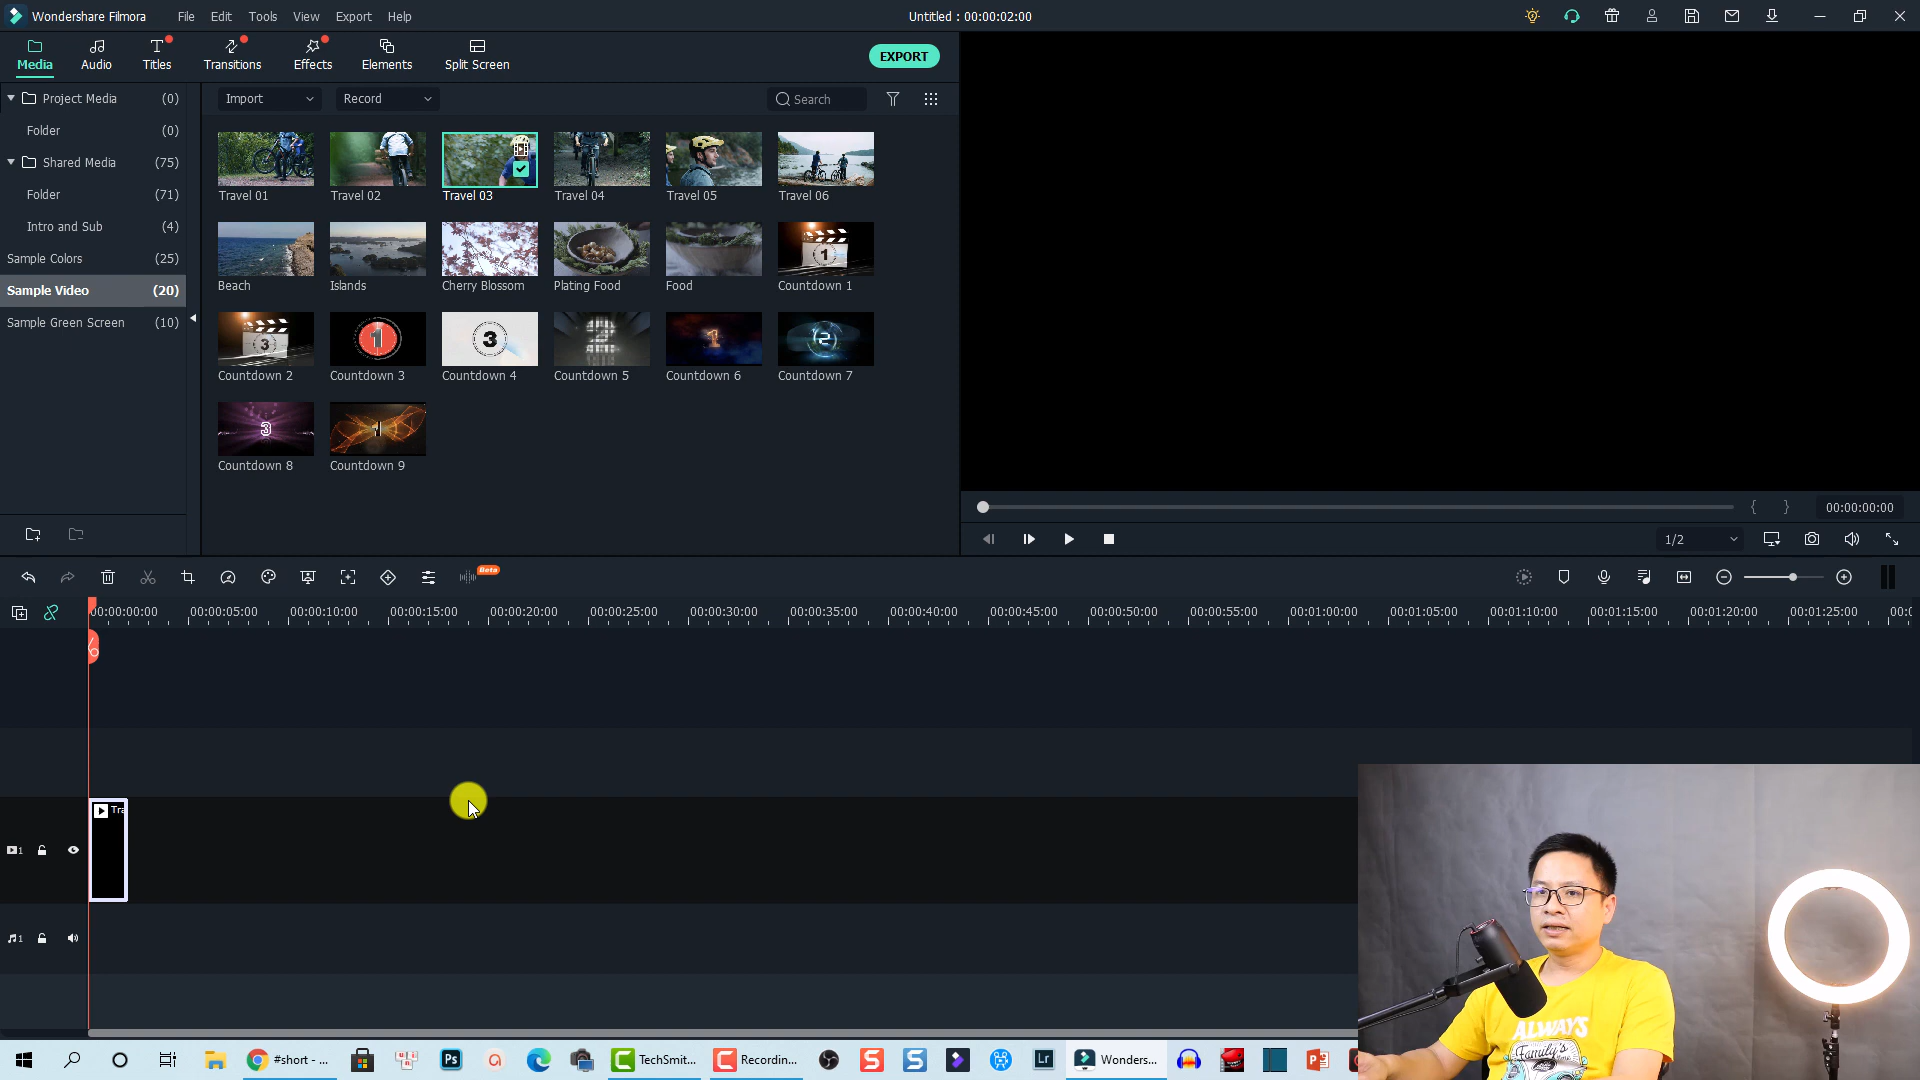 Wondershare Filmora
File
Edit
Tools
View
Export
Help
Untitled : 00:00:02:00
Media
Audio
Titles
Transitions
Effects
Elements
Split Screen
EXPORT
Project Media (0)
Folder (0)
Shared Media (75)
Folder (71)
Intro and Sub (4)
Sample Colors (25)
Sample Video (20)
Sample Green Screen (10)
Import
Record
Search
Travel 01
Travel 02
Travel 03
Travel 04
Travel 05
Travel 06
Beach
Islands
Cherry Blossom
Plating Food
Food
Countdown 1
Countdown 2
Countdown 3
Countdown 4
Countdown 5
Countdown 6
Countdown 7
Countdown 8
Countdown 9
{ } 00:00:00:00
1/2
Beta
00:00:00:00 00:00:05:00 00:00:10:00 00:00:15:00 00:00:20:00 00:00:25:00 00:00:30:00 00:00:35:00 00:00:40:00 00:00:45:00 00:00:50:00 00:00:55:00 00:01:00:00 00:01:05:00 00:01:10:00 00:01:15:00 00:01:20:00 00:01:25:00
Tra
1
1
ALWAYS
Family's
#short - ...
Ps
TechSmit...
Recordin...
Lr
Wonders...